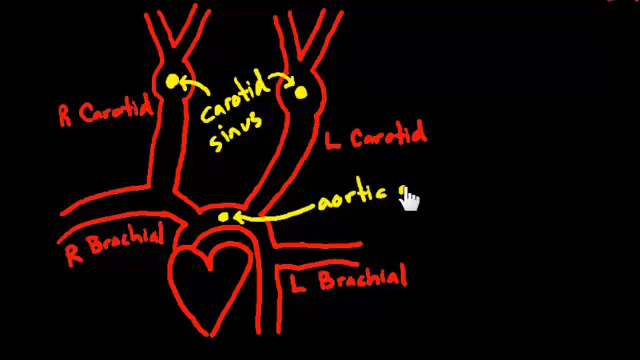 R Carotid
carotid
sinus
L Carotid
aortic
R Brachial
L Brachial